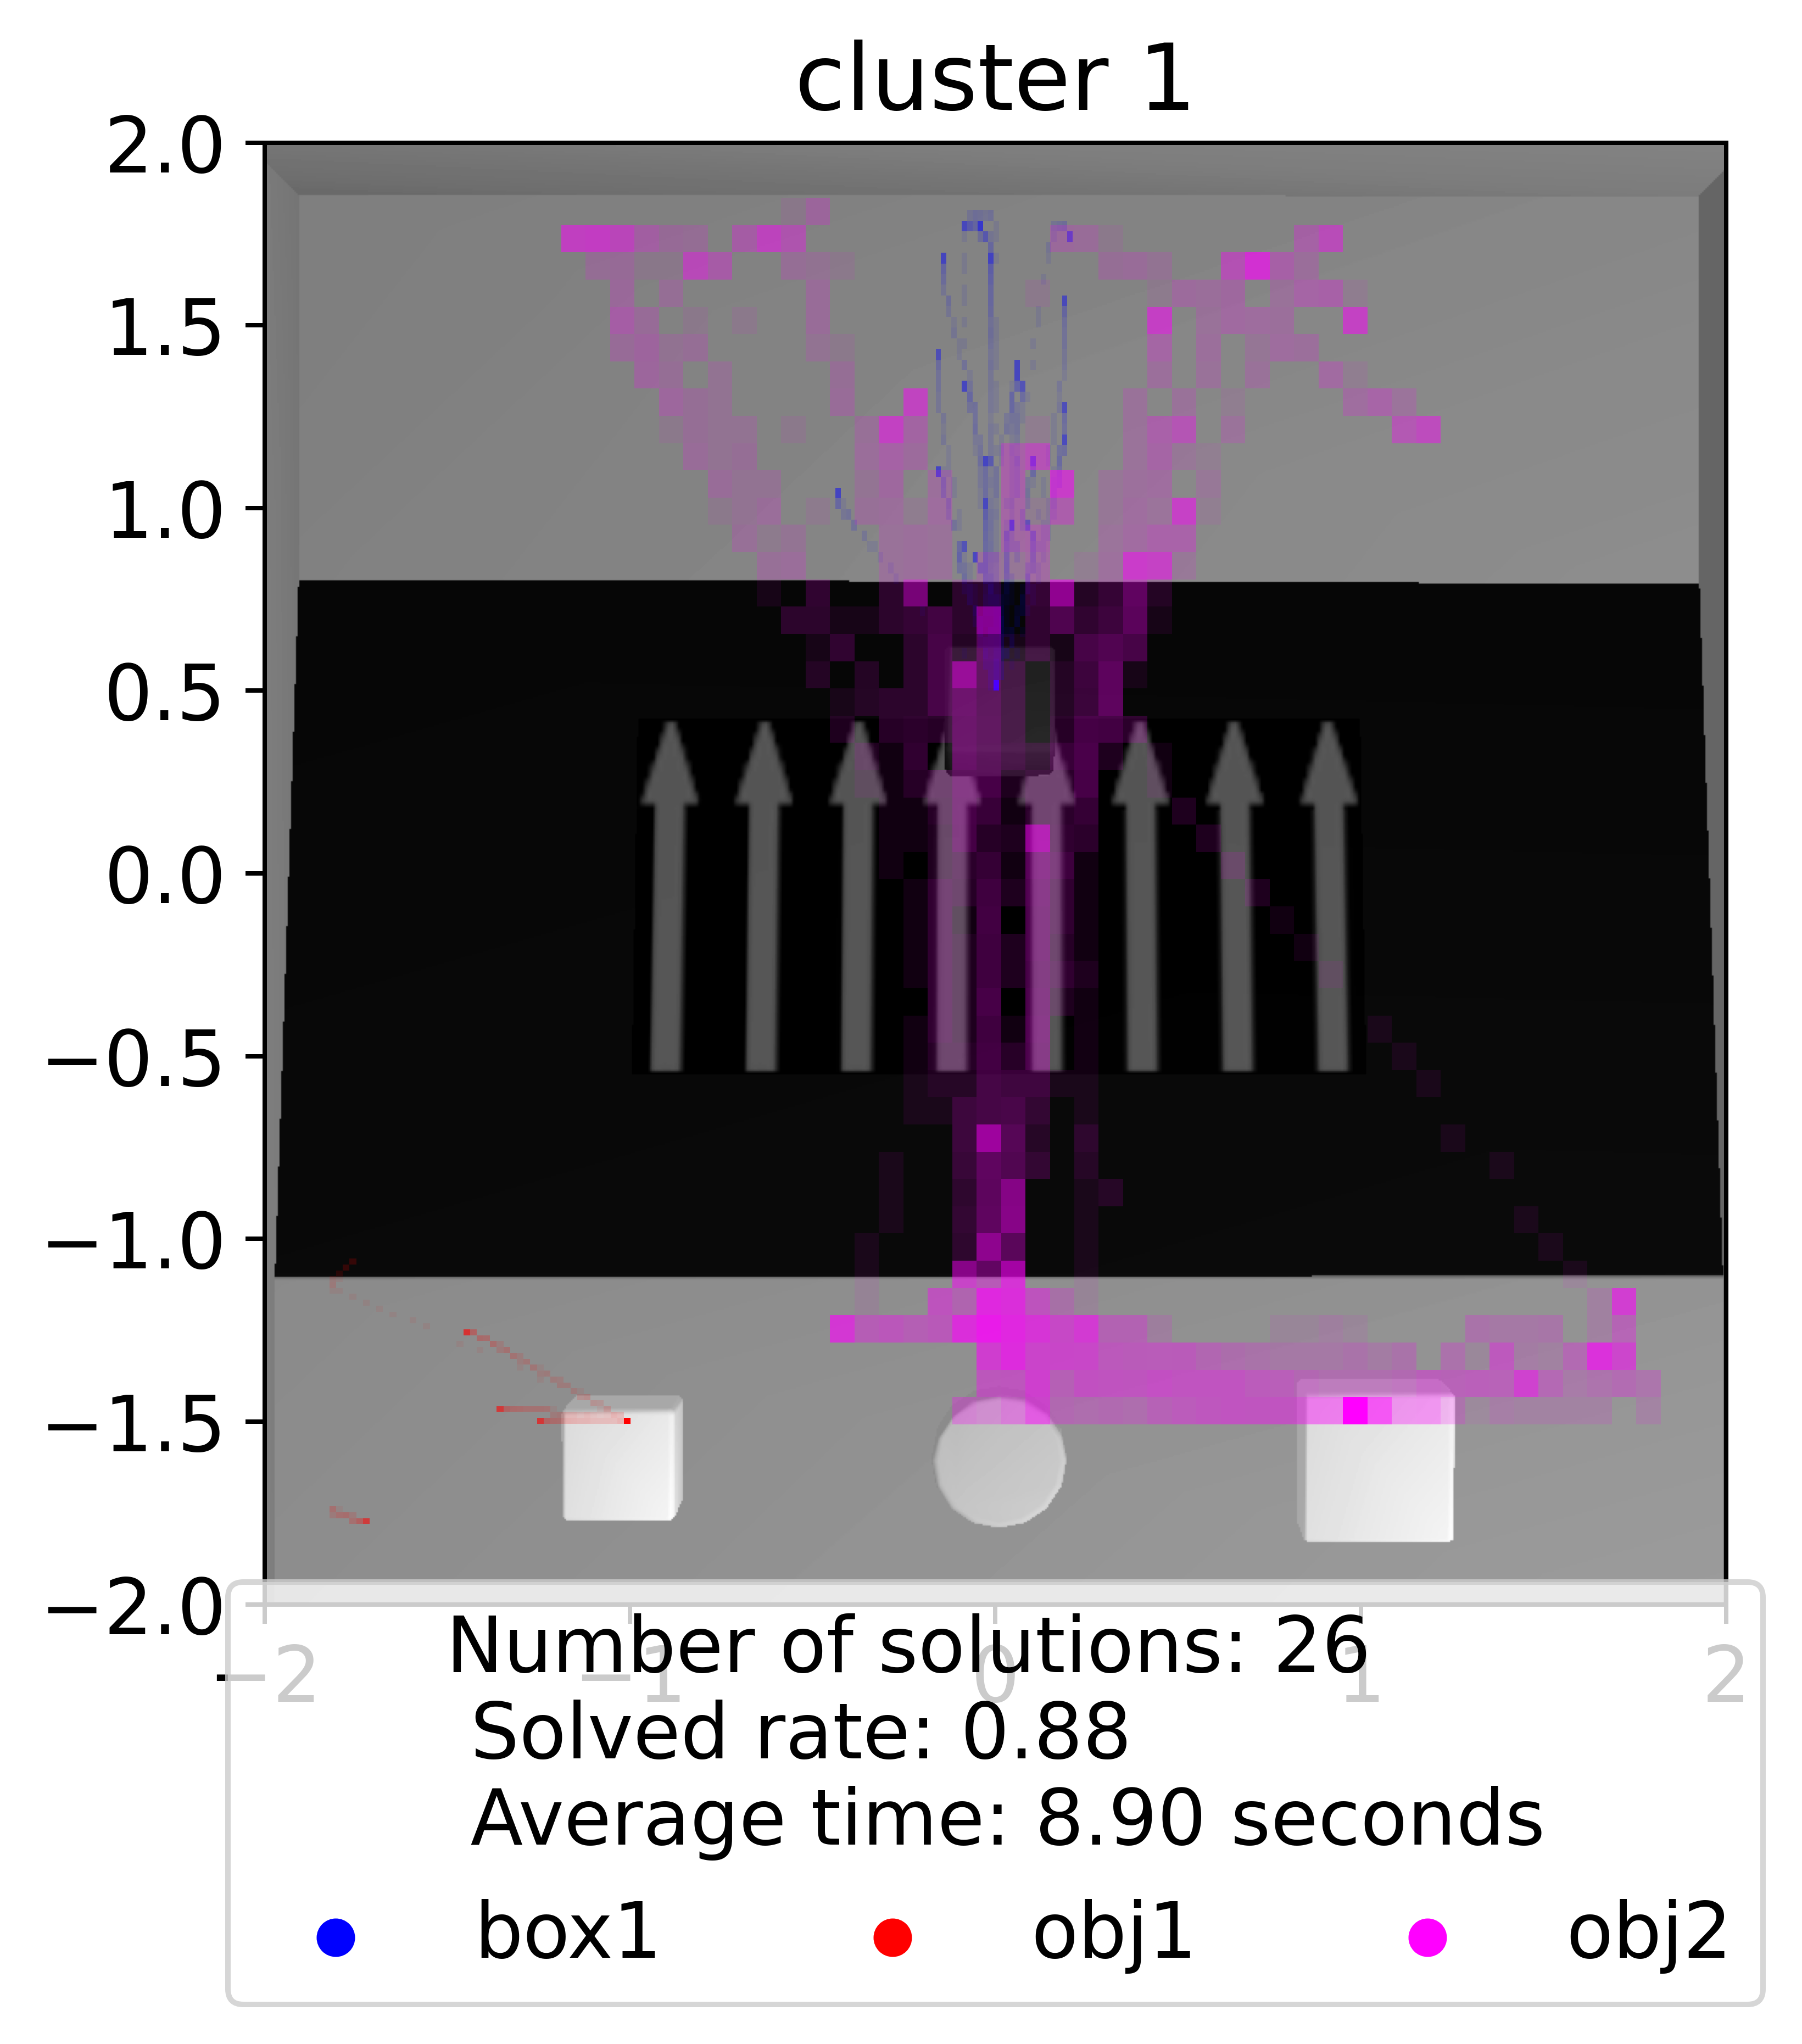 cluster 1
2.0
1.5
1.0
0.5
0.0
−0.5
−1.0
−1.5
−2.0
−2 −1 0 1 2
Number of solutions: 26
Solved rate: 0.88
Average time: 8.90 seconds
box1 obj1 obj2